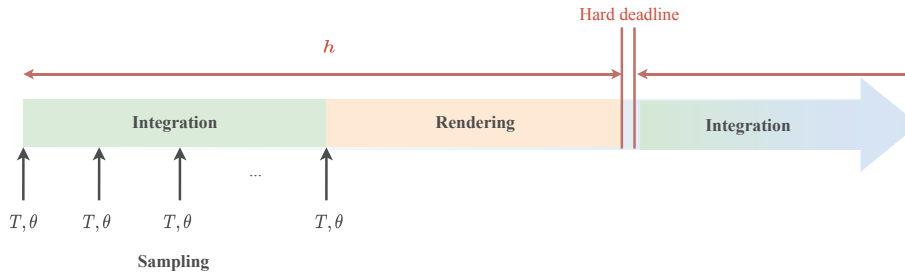 Hard deadline
h
Integration
Rendering
Integration
...
T, θ
T, θ
T, θ
T, θ
Sampling